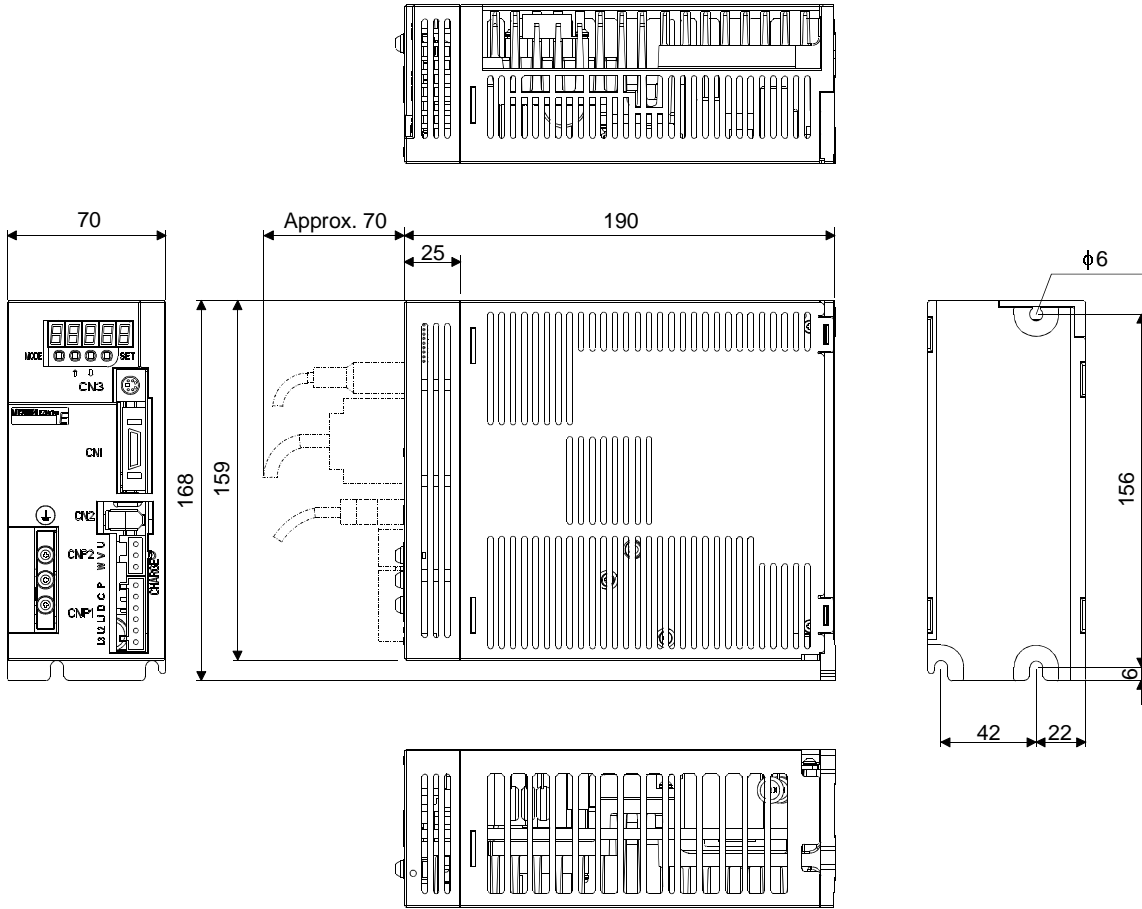 70
Approx. 70
190
25
φ6
MODE
SET
CN3
CN1
168
159
156
CN2
CNP2
W V U
CHARGE
CNP1
L3 L2 L1 D C P
6
42
22